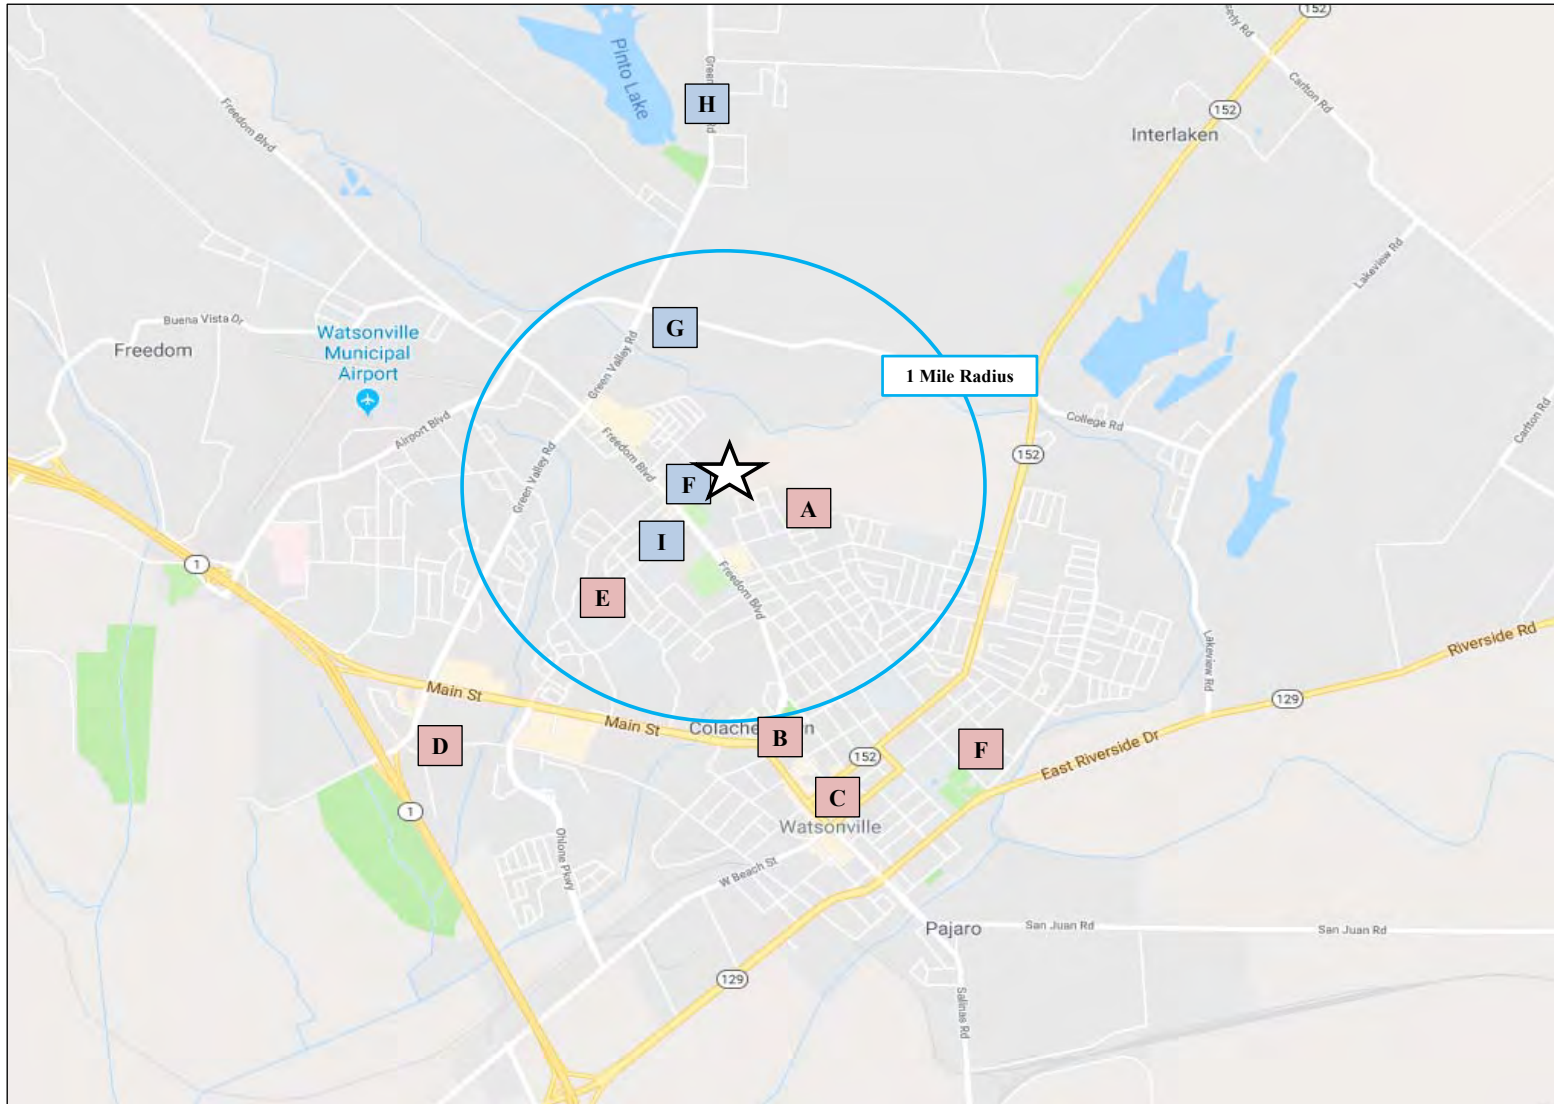 152
Carlton Rd
Pinto Lake
H
Freedom Blvd
152
Interlaken
Lakeview Rd
Buena Vista Dr
Freedom
Watsonville
Municipal
Airport
G
Green Valley Rd
1 Mile Radius
Airport Blvd
College Rd
Carlton Rd
Freedom Blvd
152
Green Valley Rd
F
A
I
1
Freedom Blvd
E
Riverside Rd
Lakeview Rd
Main St
129
Main St
B
D
152
F
East Riverside Dr
C
1
Watsonville
Ohlone Pkwy
W Beach St
Pajaro
San Juan Rd
San Juan Rd
129
Salinas Rd